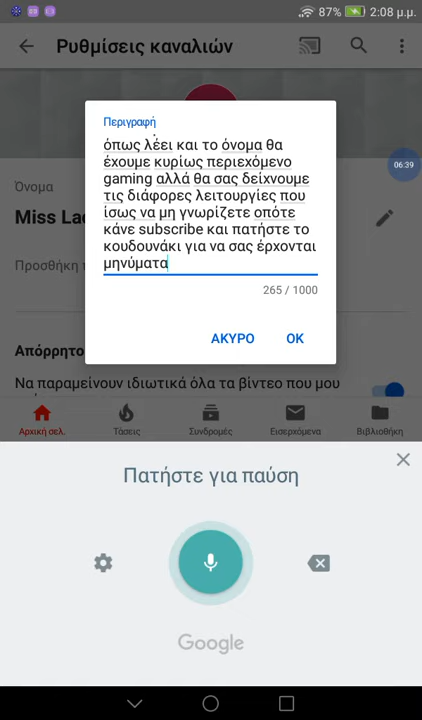 87% 2:08 μ.μ.
Ρυθμίσεις καναλιών
06:39
Περιγραφή
όπως λέει και το όνομα θα
έχουμε κυρίως περιεχόμενο
gaming αλλά θα σας δείχνουμε
τις διάφορες λειτουργίες που
ίσως να μη γνωρίζετε οπότε
κάνε subscribe και πατήστε το
κουδουνάκι για να σας έρχονται
μηνύματα
265 / 1000
ΑΚΥΡΟ OK
Όνομα
Miss
Προσθήκη
Απόρρητο
Να παραμείνουν ιδιωτικά όλα τα βίντεο που μου
Αρχική σελ. Τάσεις Συνδρομές Εισερχόμενα Βιβλιοθήκη
Πατήστε για παύση
Google